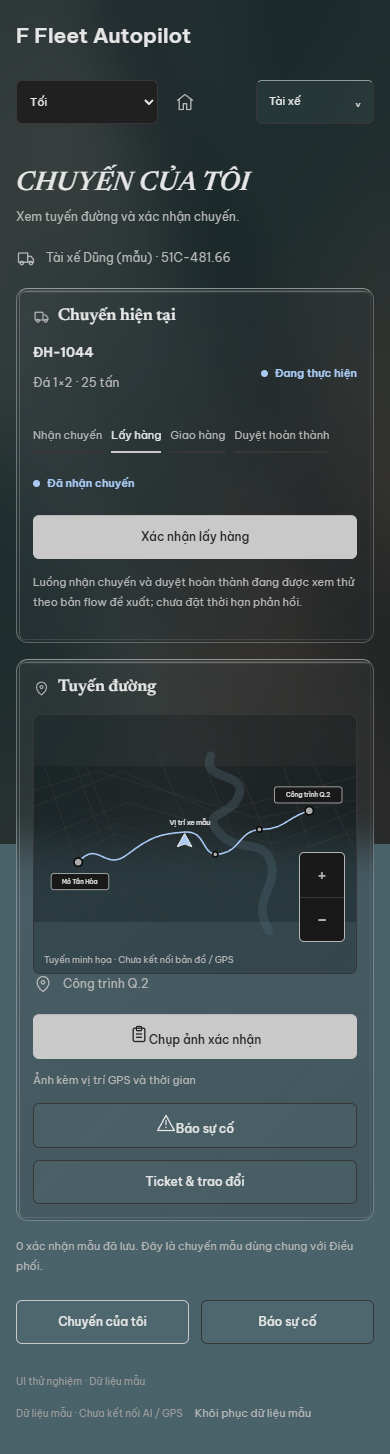 F Fleet Autopilot
Tối
Tài xế
CHUYẾN CỦA TÔI
Xem tuyến đường và xác nhận chuyến.
Tài xế Dũng (mẫu) · 51C-481.66
Chuyến hiện tại
ĐH-1044
Đá 1×2 · 25 tấn
Đang thực hiện
Nhận chuyến Lấy hàng Giao hàng Duyệt hoàn thành
Đã nhận chuyến
Xác nhận lấy hàng
Luồng nhận chuyến và duyệt hoàn thành đang được xem thử
theo bản flow đề xuất; chưa đặt thời hạn phản hồi.
Tuyến đường
Công trình Q.2
Vị trí xe mẫu
Mỏ Tân Hòa
+
−
Tuyến minh họa · Chưa kết nối bản đồ / GPS
Công trình Q.2
Chụp ảnh xác nhận
Ảnh kèm vị trí GPS và thời gian
Báo sự cố
Ticket & trao đổi
0 xác nhận mẫu đã lưu. Đây là chuyến mẫu dùng chung với Điều
phối.
Chuyến của tôi
Báo sự cố
UI thử nghiệm · Dữ liệu mẫu
Dữ liệu mẫu · Chưa kết nối AI / GPS Khôi phục dữ liệu mẫu